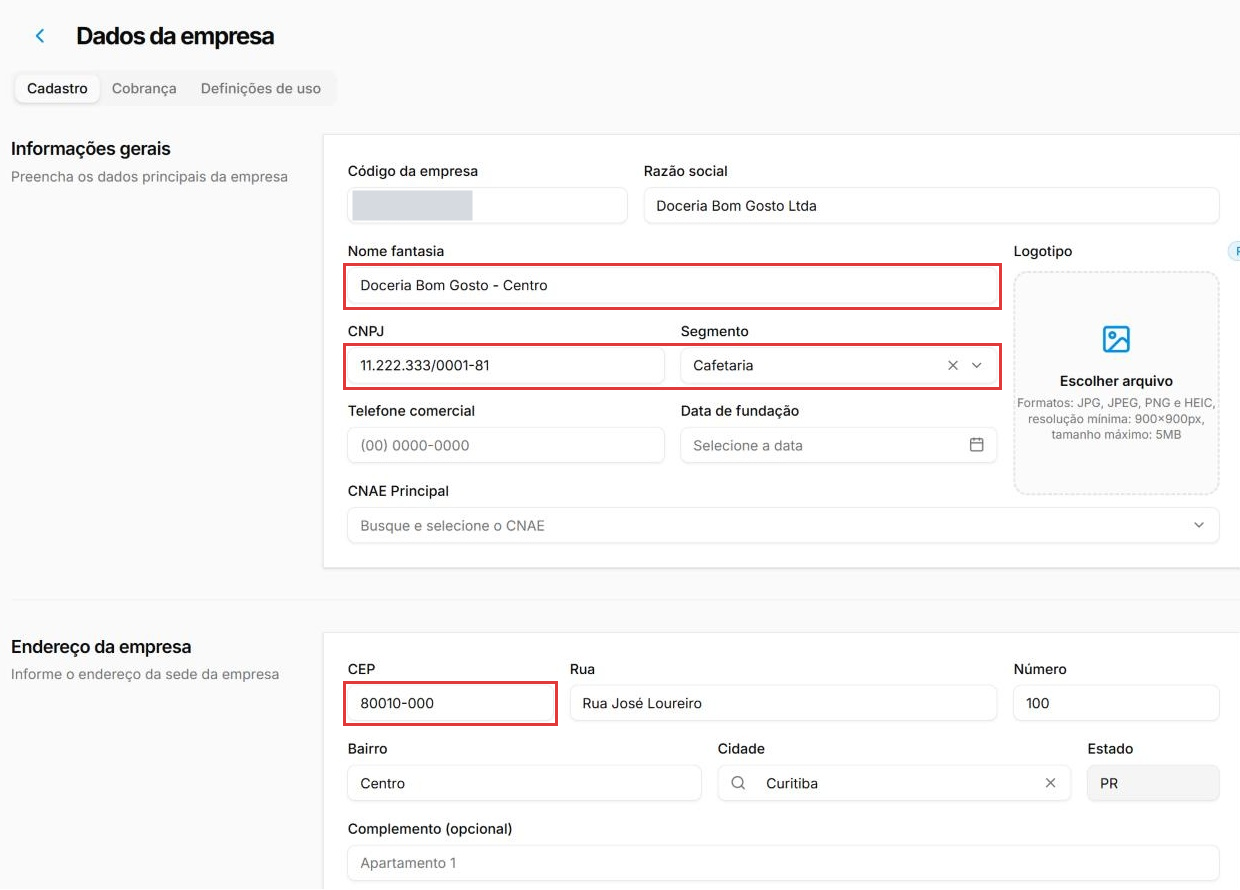 Dados da empresa
Cadastro Cobrança Definições de uso
Informações gerais
Preencha os dados principais da empresa
Código da empresa Razão social
Doceria Bom Gosto Ltda
Nome fantasia Logotipo
Doceria Bom Gosto - Centro
CNPJ Segmento
11.222.333/0001-81 Cafetaria
Escolher arquivo
Formatos: JPG, JPEG, PNG e HEIC,
resolução mínima: 900x900px,
tamanho máximo: 5MB
Telefone comercial Data de fundação
(00) 0000-0000 Selecione a data
CNAE Principal
Busque e selecione o CNAE
Endereço da empresa
Informe o endereço da sede da empresa
CEP Rua Número
80010-000 Rua José Loureiro 100
Bairro Cidade Estado
Centro Curitiba PR
Complemento (opcional)
Apartamento 1